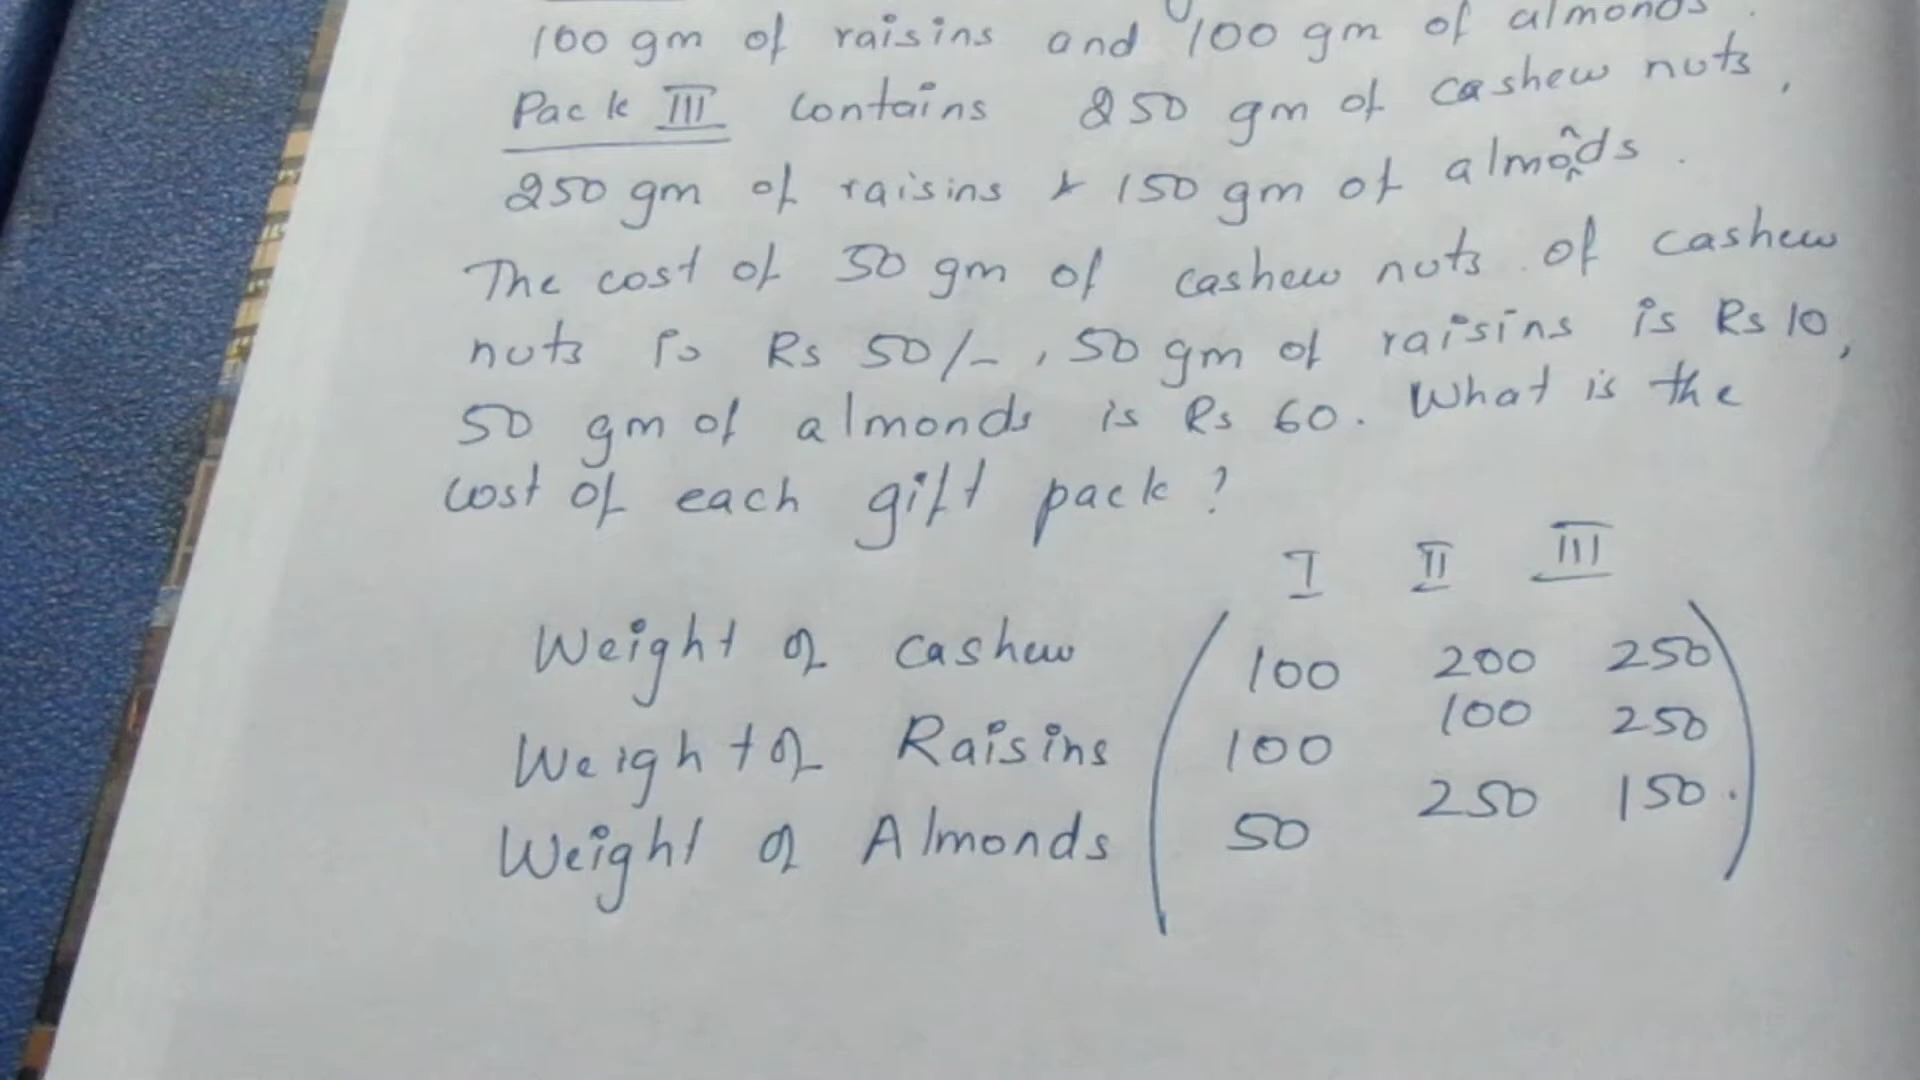 100 gm of raisins and 100 gm of almonds.
Pack III contains 250 gm of cashew nuts,
250 gm of raisins & 150 gm of almods.
The cost of 50 gm of cashew nuts of cashew
nuts is Rs 50/-, 50 gm of raisins is Rs 10,
50 gm of almonds is Rs 60. What is the
cost of each gift pack?
I II III
Weight of cashew 100 200 250
Weight of Raisins 100 100 250
Weight of Almonds 50 250 150.